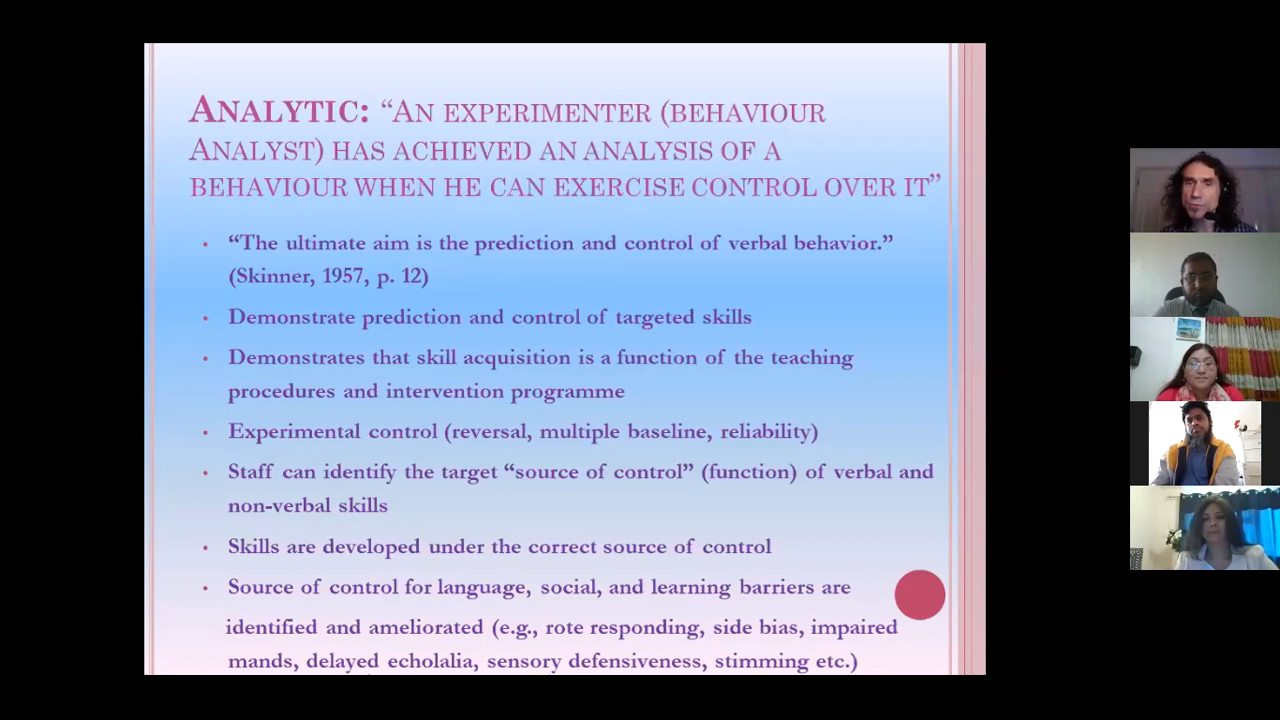 ANALYTIC: “AN EXPERIMENTER (BEHAVIOUR
ANALYST) HAS ACHIEVED AN ANALYSIS OF A
BEHAVIOUR WHEN HE CAN EXERCISE CONTROL OVER IT”
• “The ultimate aim is the prediction and control of verbal behavior.”
(Skinner, 1957, p. 12)
• Demonstrate prediction and control of targeted skills
• Demonstrates that skill acquisition is a function of the teaching
procedures and intervention programme
• Experimental control (reversal, multiple baseline, reliability)
• Staff can identify the target “source of control” (function) of verbal and
non-verbal skills
• Skills are developed under the correct source of control
• Source of control for language, social, and learning barriers are
identified and ameliorated (e.g., rote responding, side bias, impaired
mands, delayed echolalia, sensory defensiveness, stimming etc.)